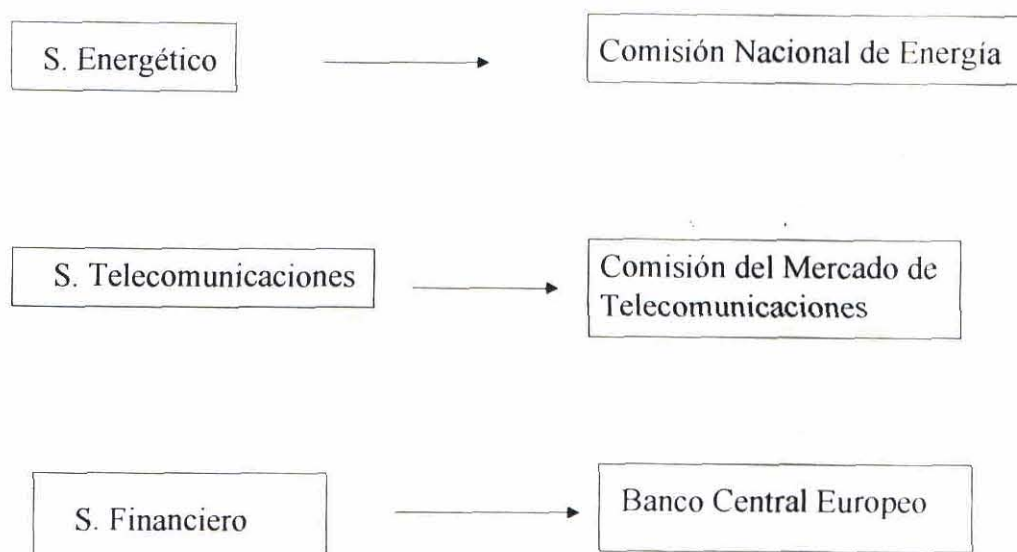 S. Energético
Comisión Nacional de Energía
S. Telecomunicaciones
Comisión del Mercado de
Telecomunicaciones
S. Financiero
Banco Central Europeo